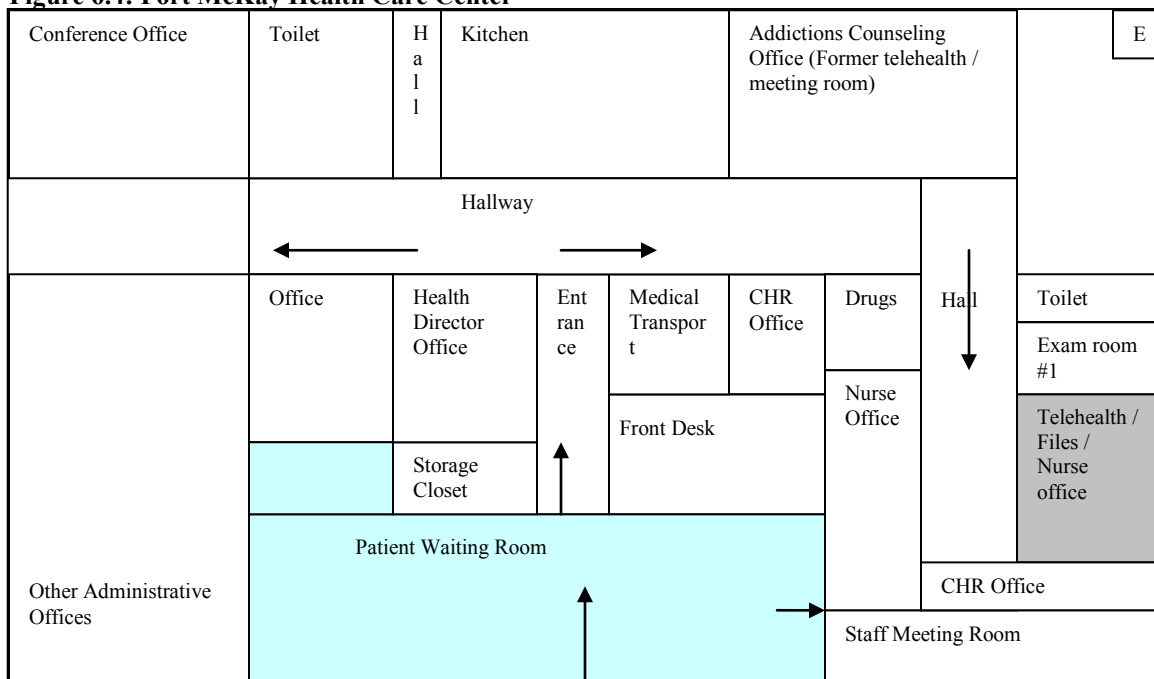 Figure 6.4: Fort McKay Health Care Center
Conference Office
Toilet
H
a
l
l
Kitchen
Addictions Counseling
Office (Former telehealth /
meeting room)
E
Hallway
Office
Health
Director
Office
Ent
ran
ce
Medical
Transpor
t
CHR
Office
Drugs
Hall
Toilet
Exam room
#1
Nurse
Office
Telehealth /
Files /
Nurse
office
Front Desk
Storage
Closet
Patient Waiting Room
Other Administrative
Offices
CHR Office
Staff Meeting Room